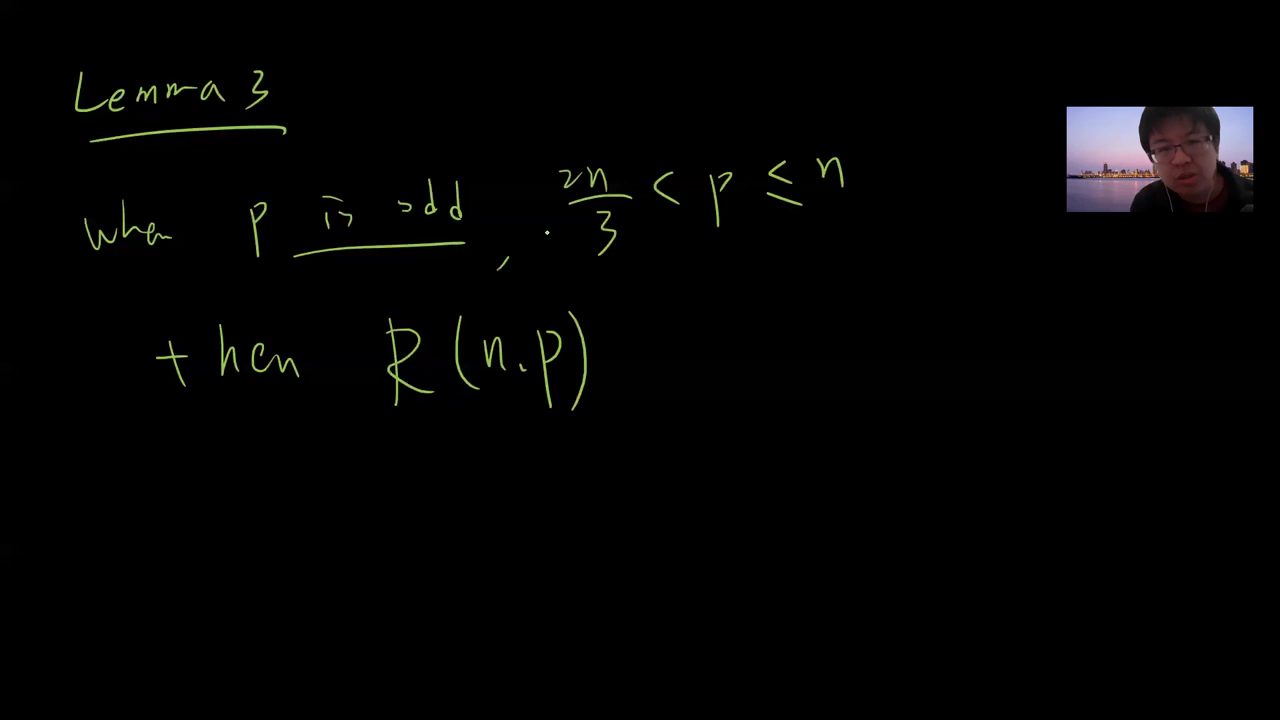 Lemma 3
when p is odd , 2n/3 < p ≤ n
then R(n.p)